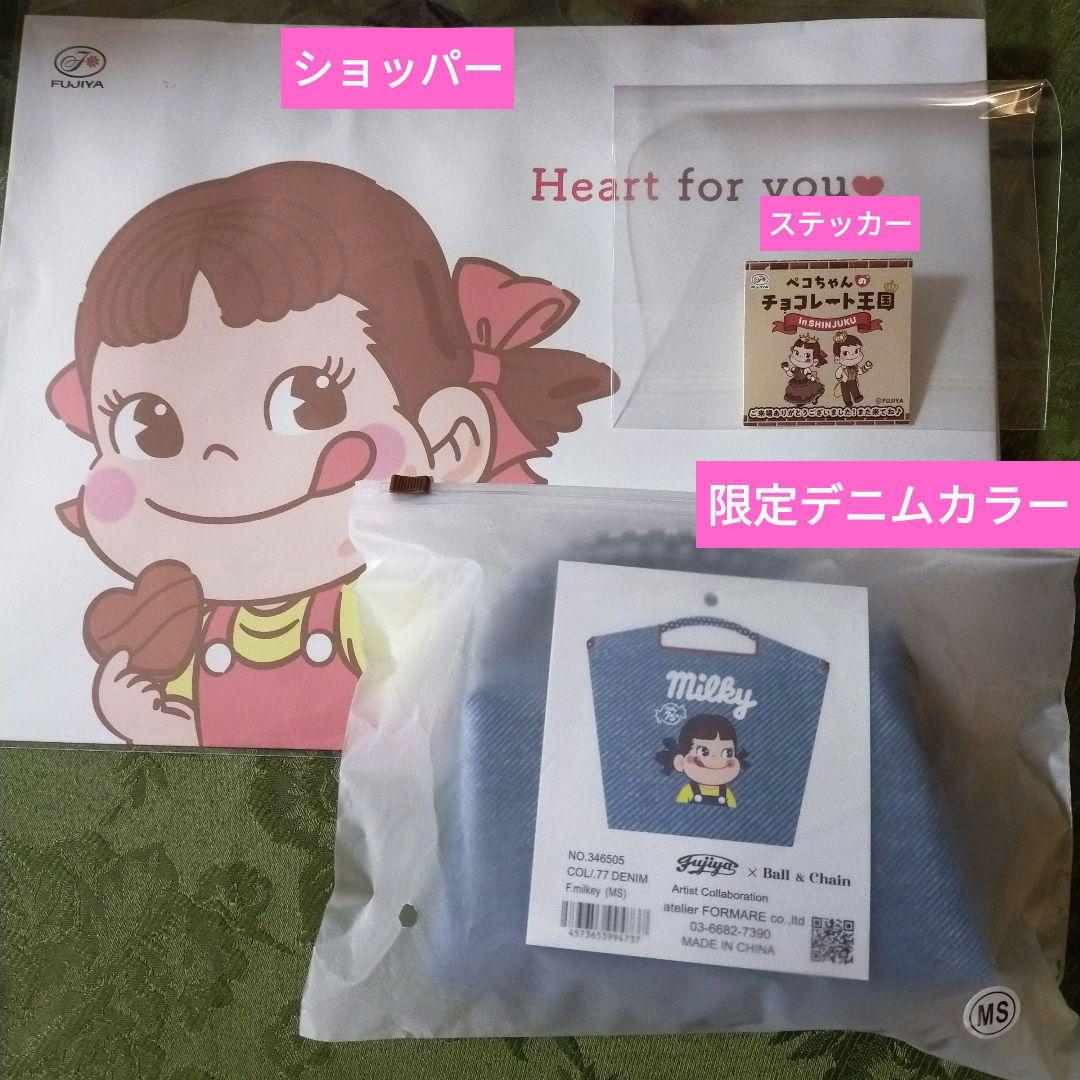 FUJIYA
ショッパー
Heart for you
ステッカー
FUJIYA
ペコちゃんの
チョコレート王国
in SHINJUKU
©FUJIYA
ご来場ありがとうございました!また来てね♪
限定デニムカラー
Milky
75th
NO.346505
COL/.77 DENIM
F.milkey (MS)
4573653994737
Fujiya × Ball & Chain
Artist Collaboration
atelier FORMARE co.,ltd
03-6682-7390
MADE IN CHINA
MS